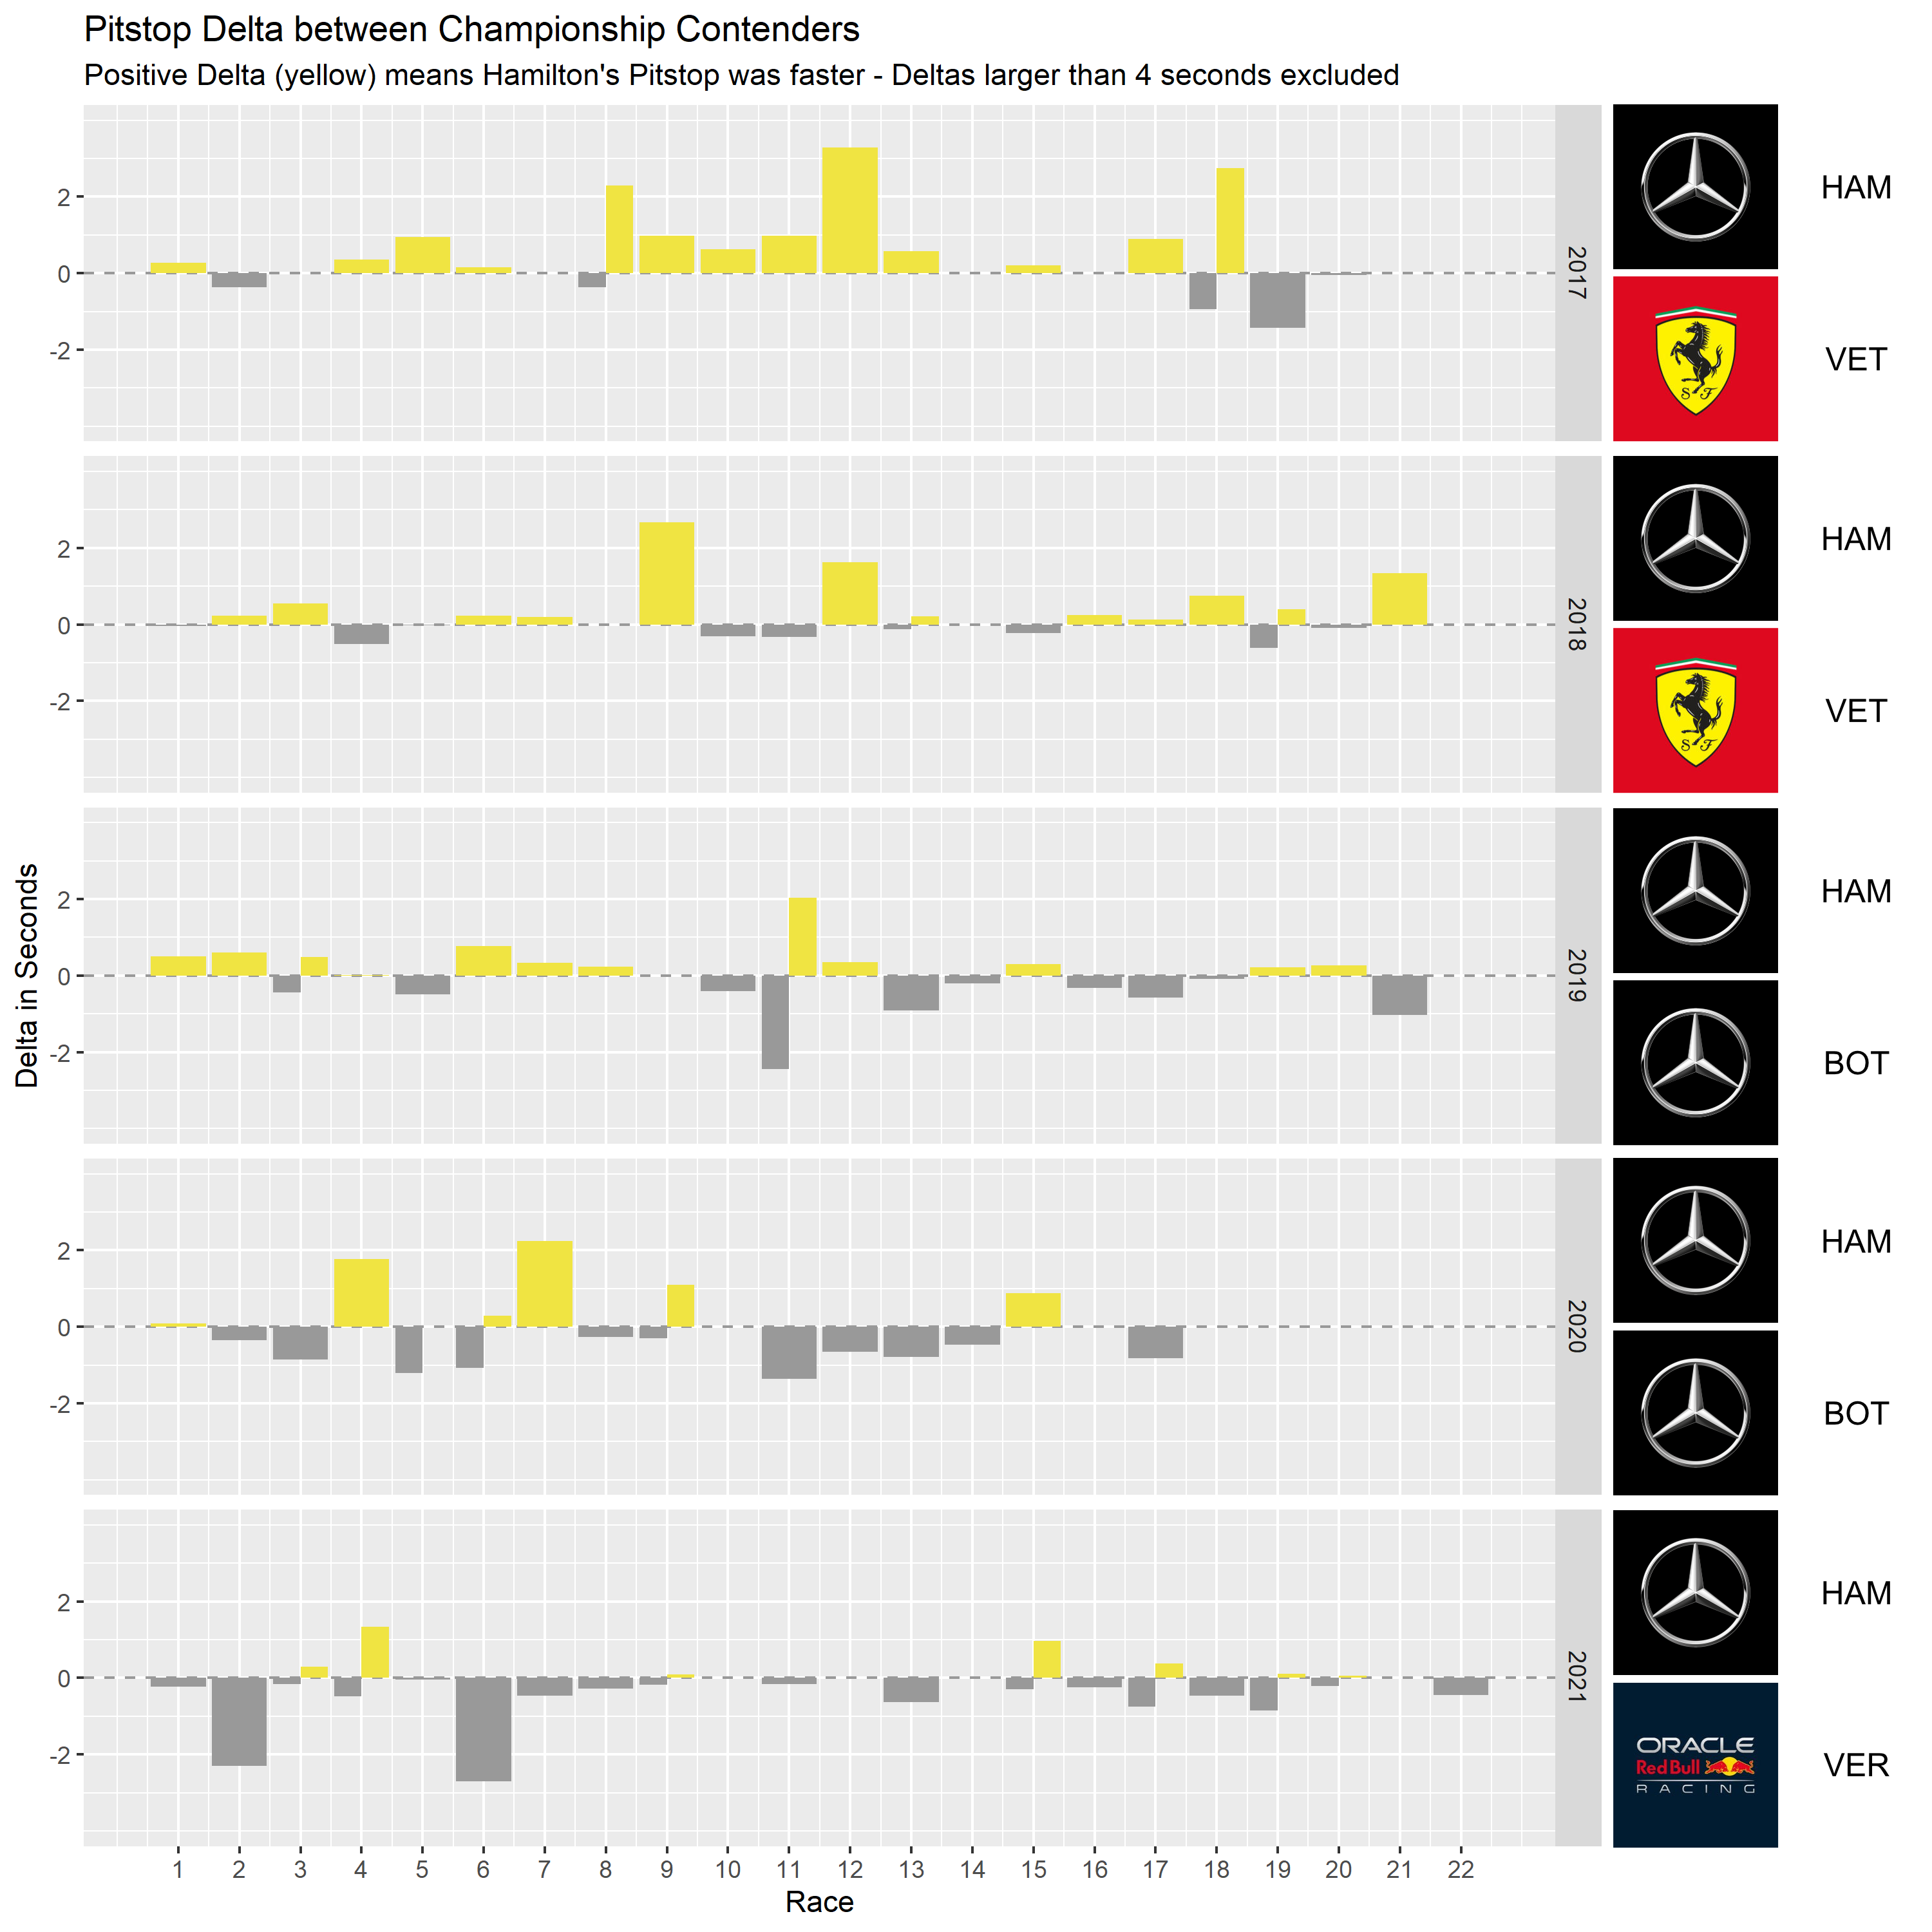 Pitstop Delta between Championship Contenders
Positive Delta (yellow) means Hamilton's Pitstop was faster - Deltas larger than 4 seconds excluded
2
0
-2
2017
HAM
VET
S F
2
0
-2
2018
HAM
VET
S F
Delta in Seconds
2
0
-2
2019
HAM
BOT
2
0
-2
2020
HAM
BOT
2
0
-2
2021
HAM
ORACLE
Red Bull
RACING
VER
1 2 3 4 5 6 7 8 9 10 11 12 13 14 15 16 17 18 19 20 21 22
Race